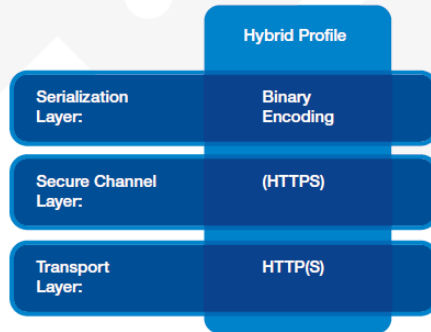 Hybrid Profile
Serialization
Layer:
Binary
Encoding
Secure Channel
Layer:
(HTTPS)
Transport
Layer:
HTTP(S)